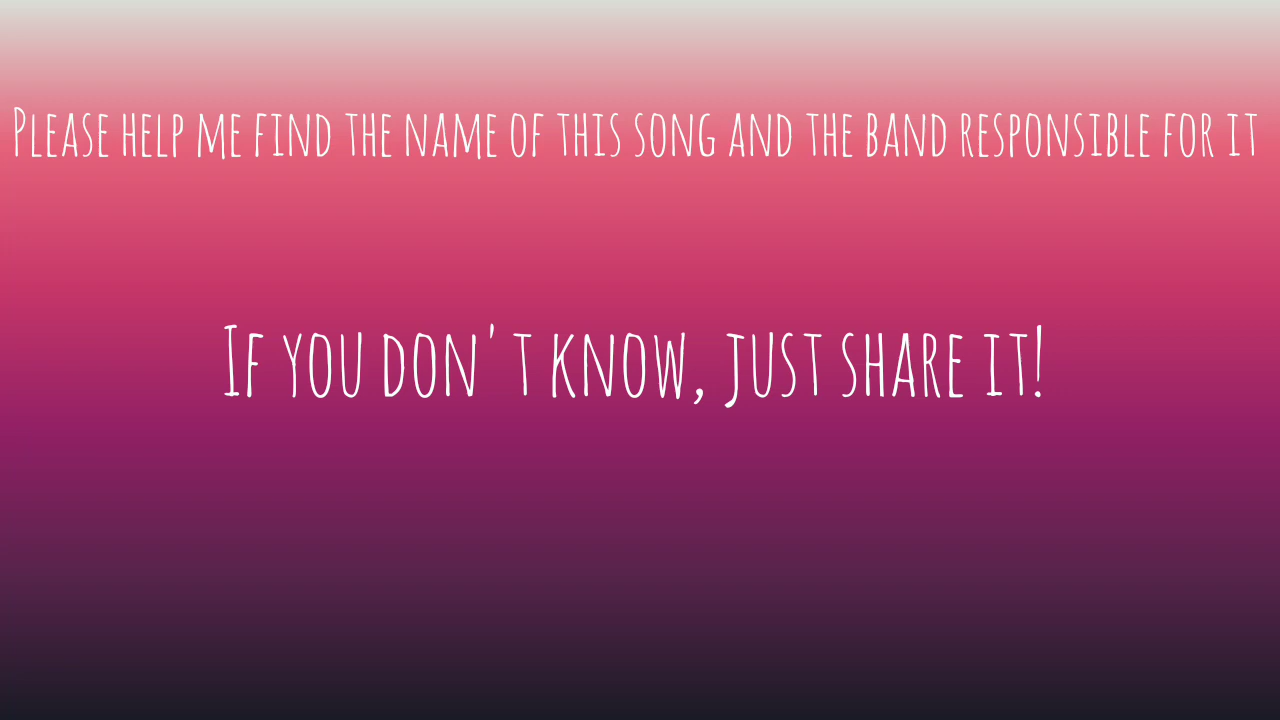 Please help me find the name of this song and the band responsible for it
If you don't know, just share it!